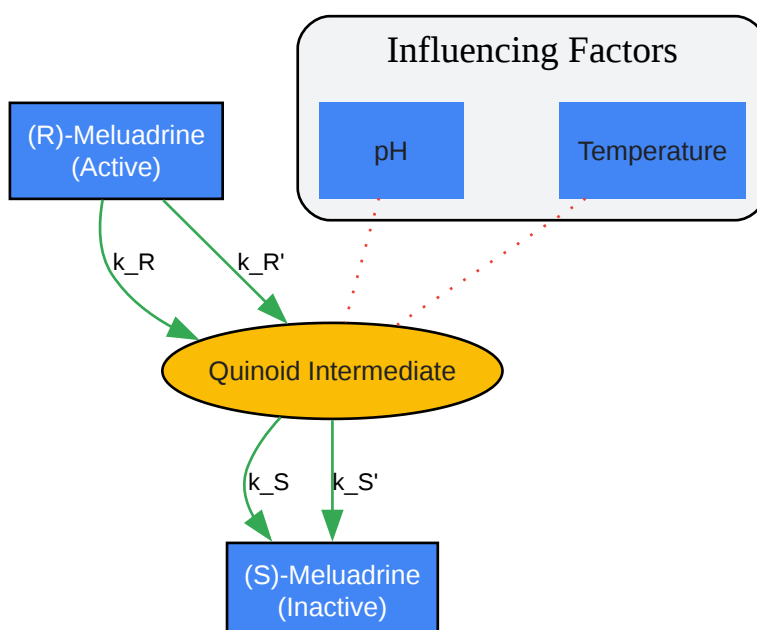 Influencing Factors
(R)-Meluadrine
(Active)
pH
Temperature
k_R
k_R'
Quinoid Intermediate
k_S
k_S'
(S)-Meluadrine
(Inactive)